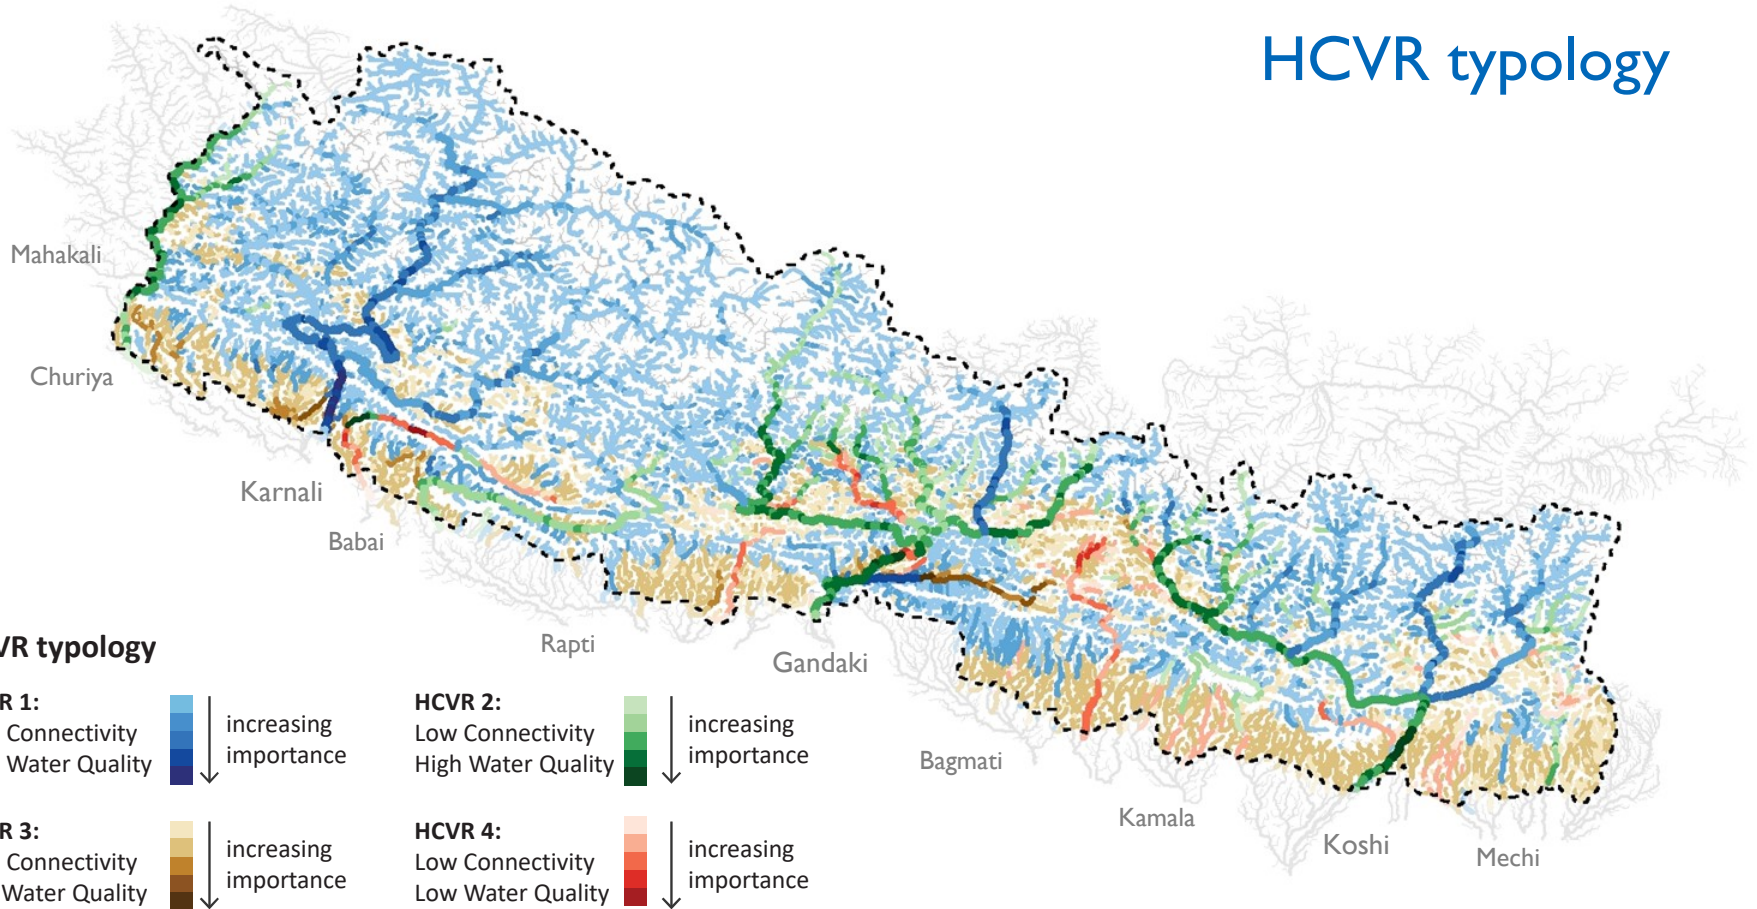 HCVR typology
Mahakali
Churiya
Karnali
Babai
Rapti
Gandaki
Bagmati
Kamala
Koshi
Mechi
VR typology
R 1:
Connectivity
Water Quality
increasing
importance
HCVR 2:
Low Connectivity
High Water Quality
increasing
importance
R 3:
Connectivity
Water Quality
increasing
importance
HCVR 4:
Low Connectivity
Low Water Quality
increasing
importance